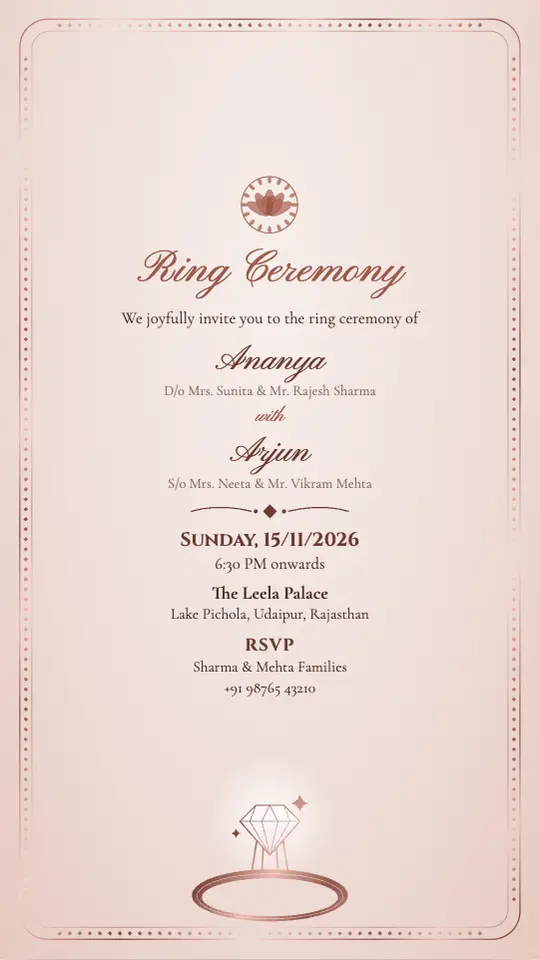 Ring Ceremony
We joyfully invite you to the ring ceremony of
Ananya
D/o Mrs. Sunita & Mr. Rajesh Sharma
with
Arjun
S/o Mrs. Neeta & Mr. Vikram Mehta
Sunday, 15/11/2026
6:30 PM onwards
The Leela Palace
Lake Pichola, Udaipur, Rajasthan
RSVP
Sharma & Mehta Families
+91 98765 43210